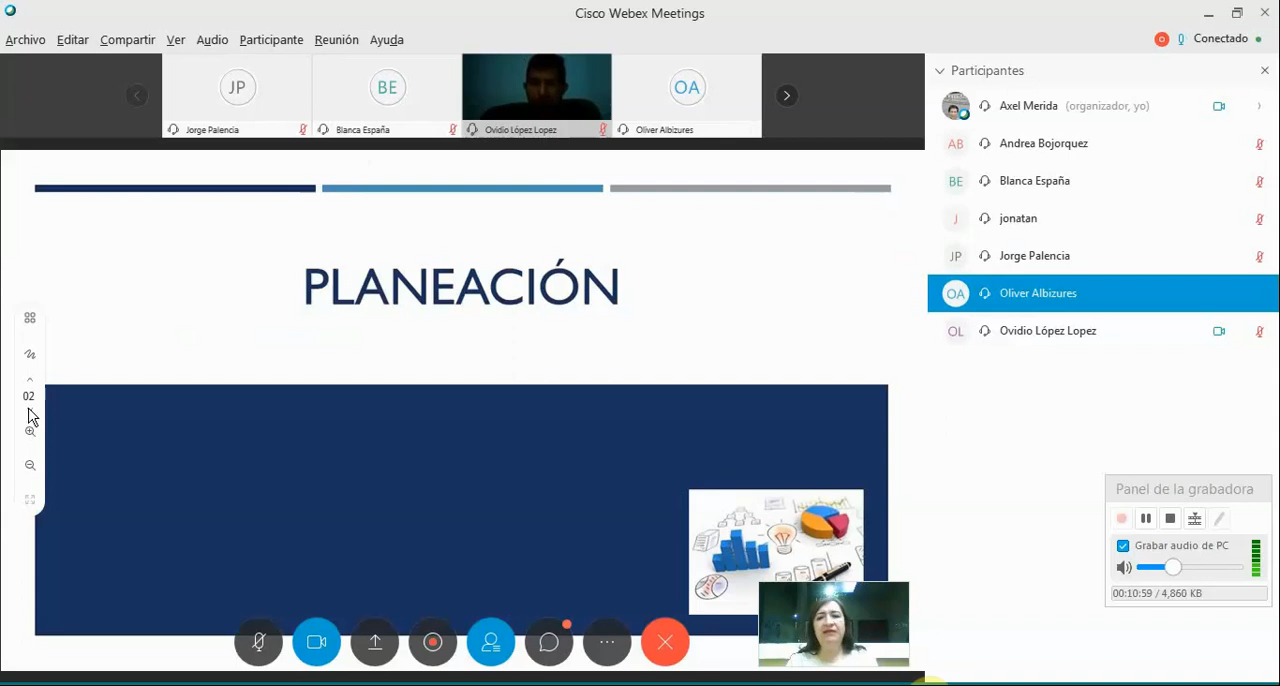 Cisco Webex Meetings
Archivo Editar Compartir Ver Audio Participante Reunión Ayuda
Conectado
JP
BE
OA
Jorge Palencia
Blanca España
Ovidio López Lopez
Oliver Albizures
Participantes
Axel Merida (organizador, yo)
AB Andrea Bojorquez
BE Blanca España
J jonatan
JP Jorge Palencia
OA Oliver Albizures
OL Ovidio López Lopez
PLANEACIÓN
02
Panel de la grabadora
Grabar audio de PC
00:10:59 / 4,860 KB